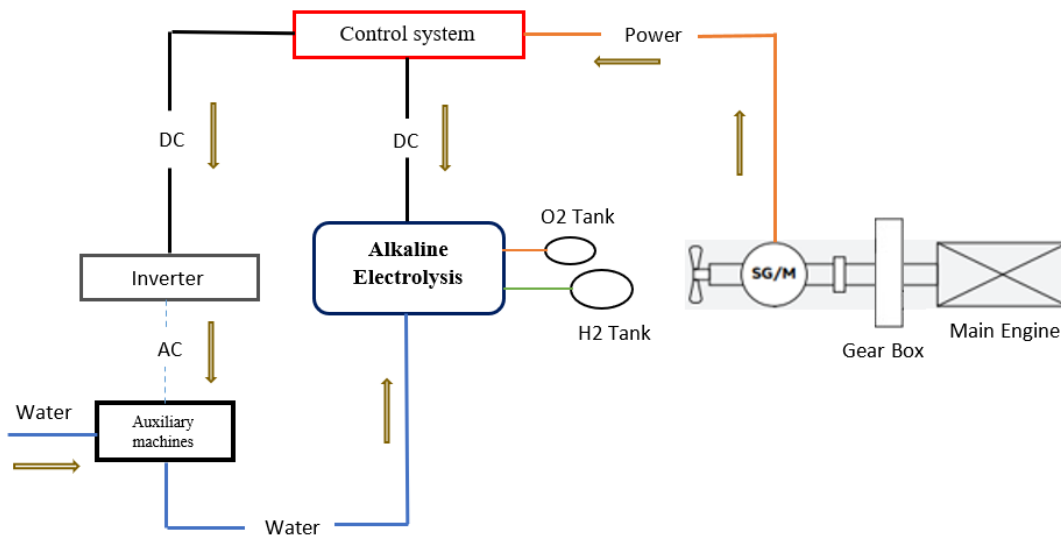 Control system
Power
DC
DC
O2 Tank
Alkaline
Electrolysis
Inverter
SG/M
H2 Tank
Main Engine
Gear Box
AC
Water
Auxiliary
machines
Water